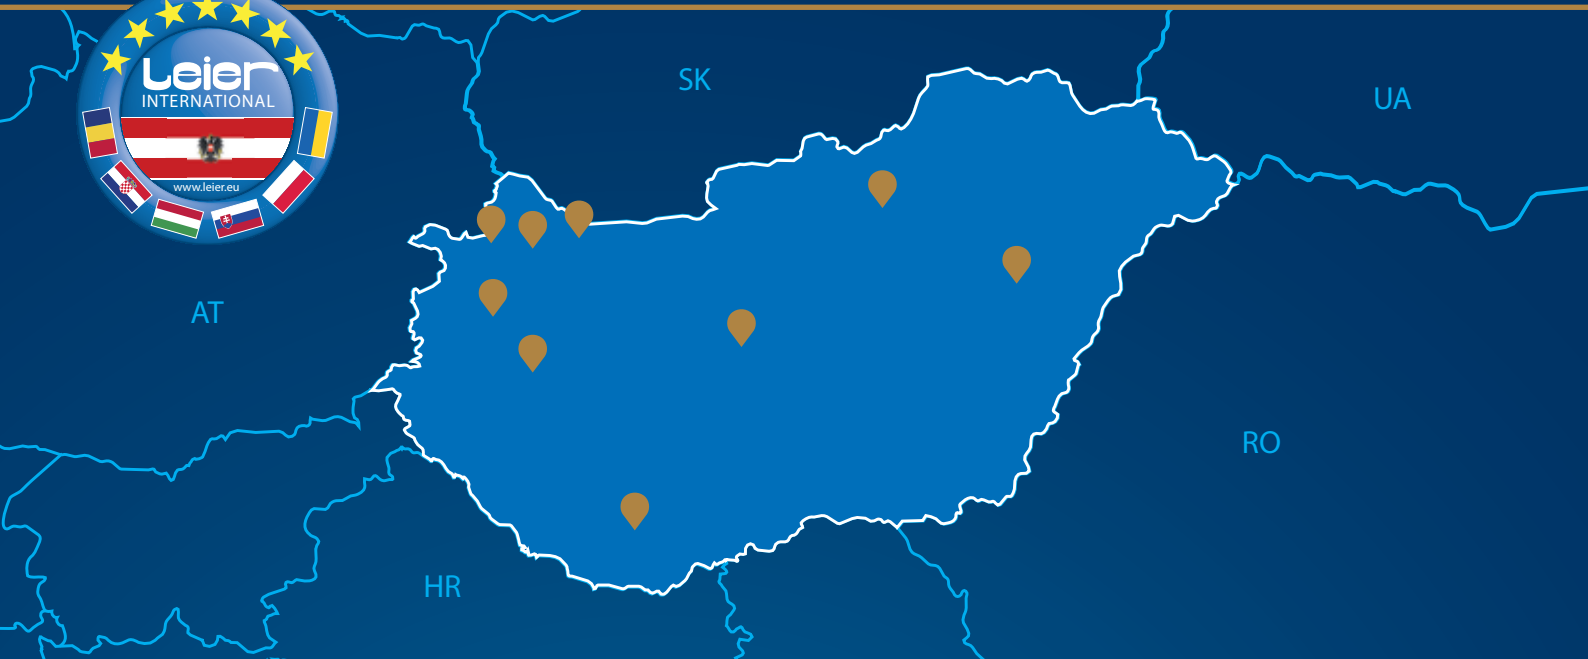 Leier
INTERNATIONAL
www.leier.eu
SK
UA
AT
RO
HR